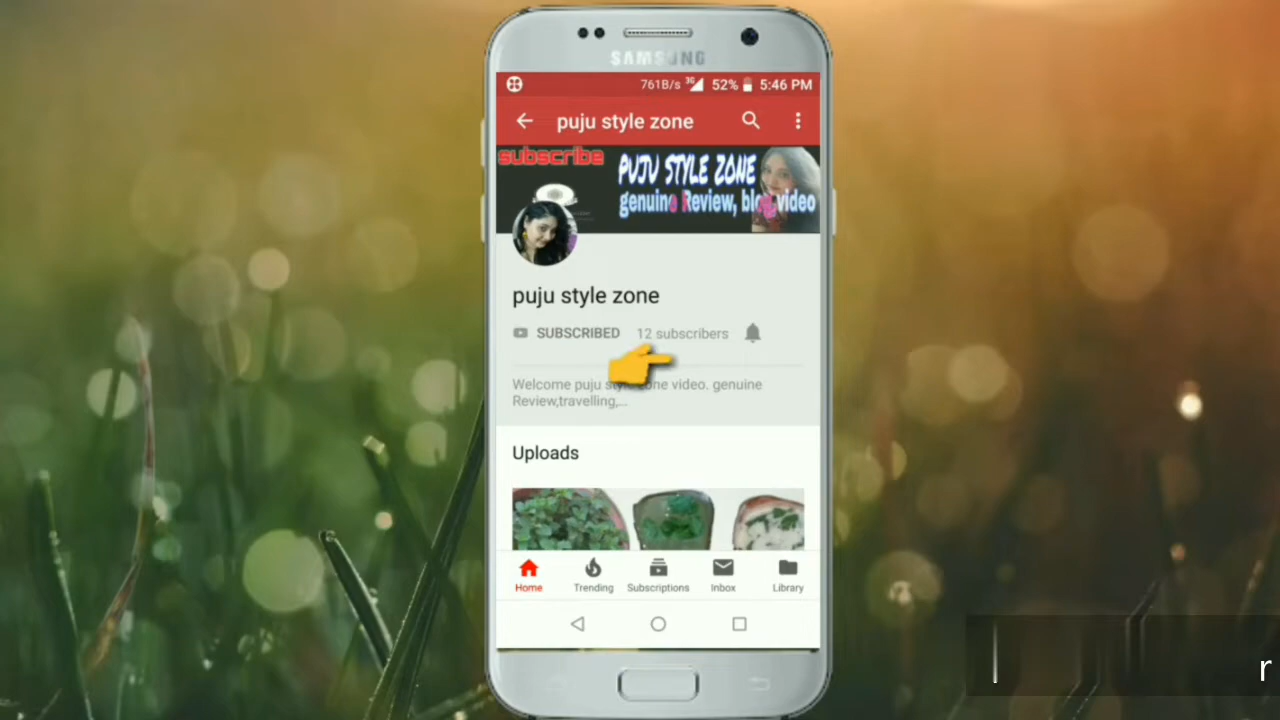 SAMSUNG
761B/s 3G 52% 5:46 PM
puju style zone
subscribe
PUJU STYLE ZONE
genuine Review, blog video
puju style zone
SUBSCRIBED 12 subscribers
Welcome puju style zone video. genuine
Review,travelling,...
Uploads
Home Trending Subscriptions Inbox Library
r